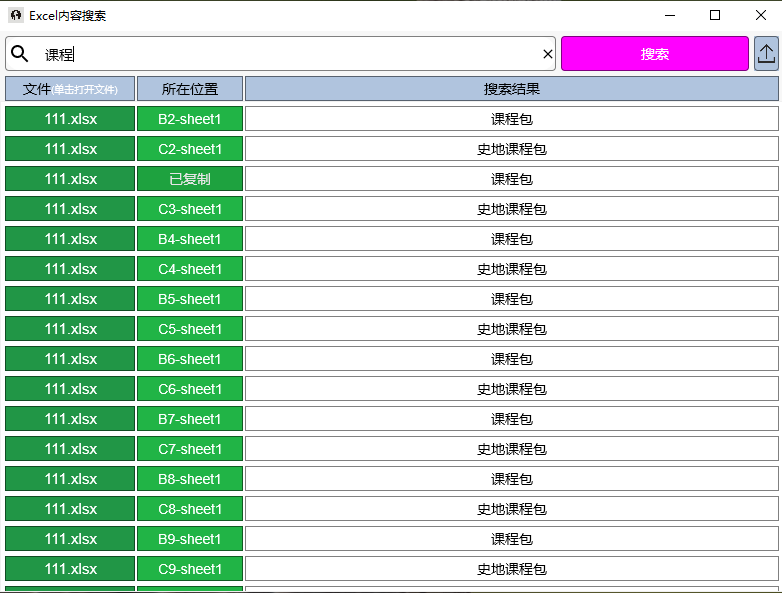 Excel内容搜索
课程
搜索
文件(单击打开文件) 所在位置 搜索结果
111.xlsx B2-sheet1 课程包
111.xlsx C2-sheet1 史地课程包
111.xlsx 已复制 课程包
111.xlsx C3-sheet1 史地课程包
111.xlsx B4-sheet1 课程包
111.xlsx C4-sheet1 史地课程包
111.xlsx B5-sheet1 课程包
111.xlsx C5-sheet1 史地课程包
111.xlsx B6-sheet1 课程包
111.xlsx C6-sheet1 史地课程包
111.xlsx B7-sheet1 课程包
111.xlsx C7-sheet1 史地课程包
111.xlsx B8-sheet1 课程包
111.xlsx C8-sheet1 史地课程包
111.xlsx B9-sheet1 课程包
111.xlsx C9-sheet1 史地课程包